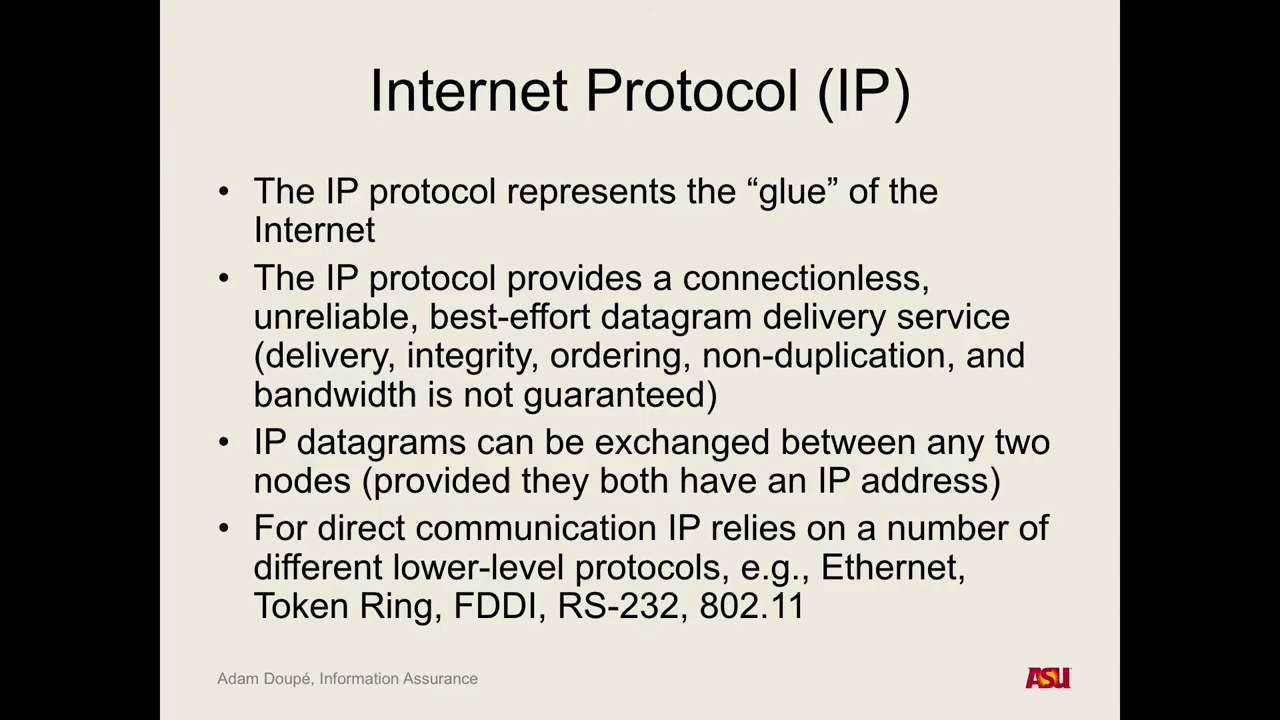 Internet Protocol (IP)
• The IP protocol represents the “glue” of the
Internet
• The IP protocol provides a connectionless,
unreliable, best-effort datagram delivery service
(delivery, integrity, ordering, non-duplication, and
bandwidth is not guaranteed)
• IP datagrams can be exchanged between any two
nodes (provided they both have an IP address)
• For direct communication IP relies on a number of
different lower-level protocols, e.g., Ethernet,
Token Ring, FDDI, RS-232, 802.11
Adam Doupé, Information Assurance
ASU